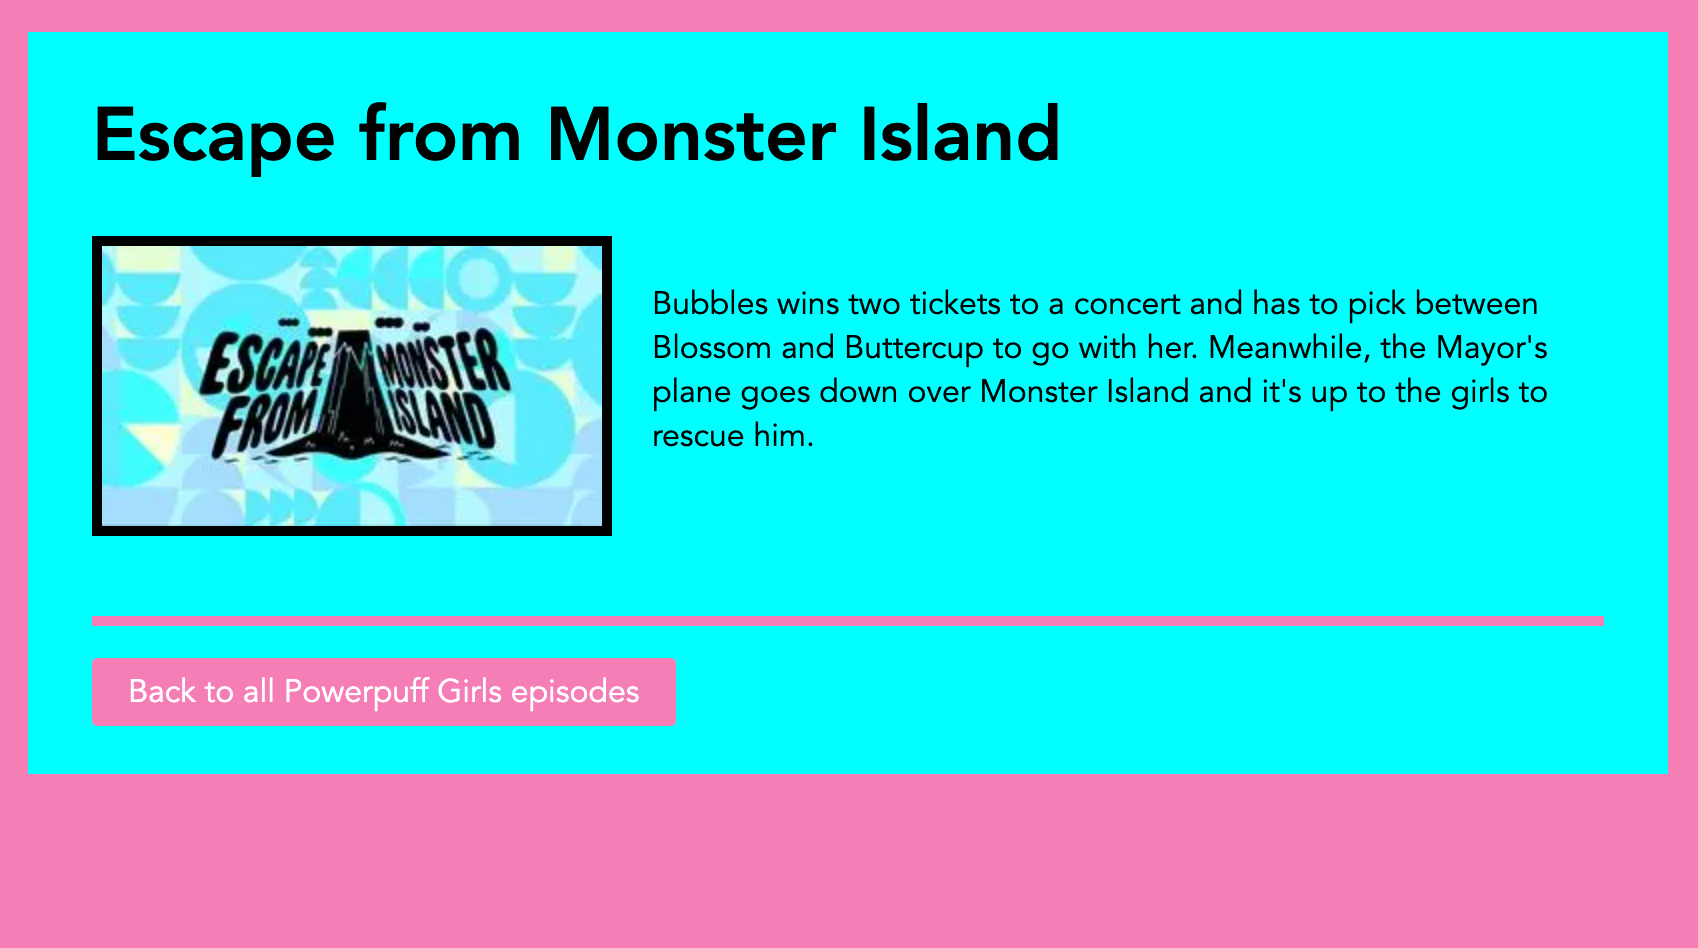 Escape from Monster Island
ESCAPE MONSTER
FROM ISLAND
Bubbles wins two tickets to a concert and has to pick between
Blossom and Buttercup to go with her. Meanwhile, the Mayor's
plane goes down over Monster Island and it's up to the girls to
rescue him.
Back to all Powerpuff Girls episodes